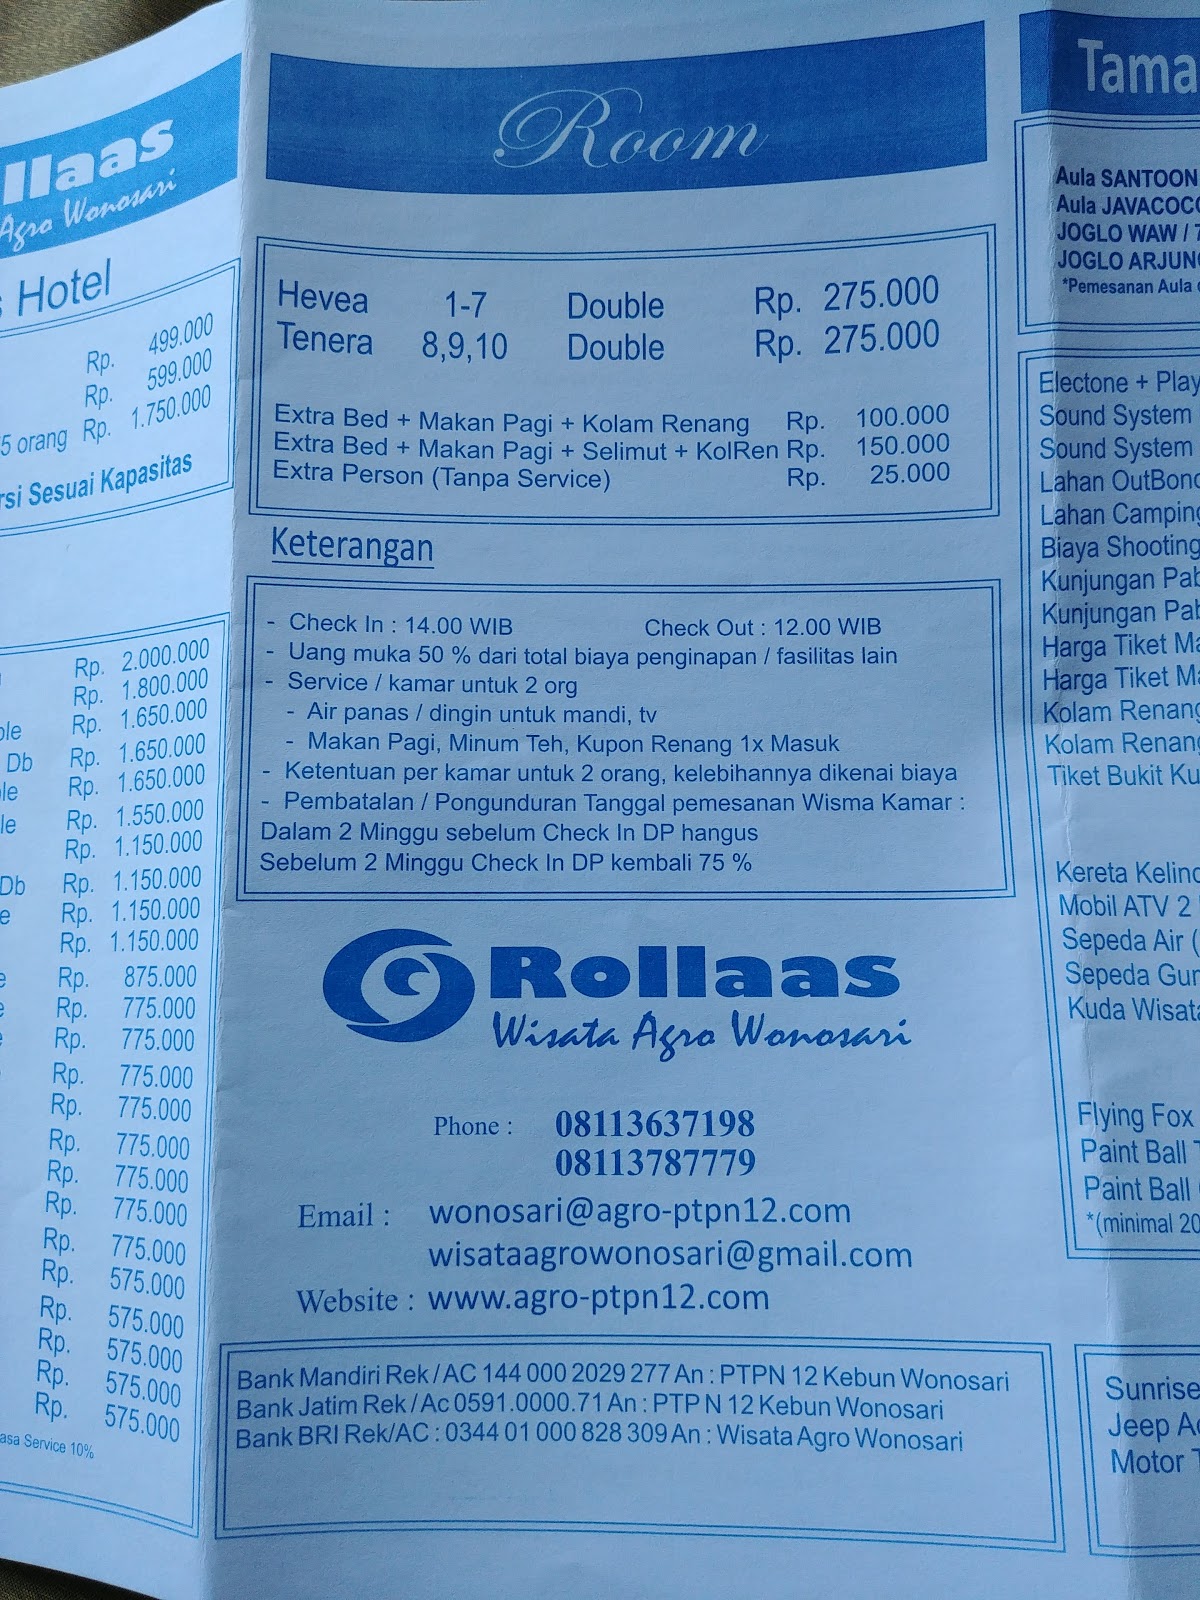 llaas
Agro Wonosari
Hotel
Rp. 499.000
Rp. 599.000
5 orang Rp. 1.750.000
Sesuai Kapasitas
Rp. 2.000.000
Rp. 1.800.000
Rp. 1.650.000
Db Rp. 1.650.000
Rp. 1.650.000
Rp. 1.550.000
Rp. 1.150.000
Db Rp. 1.150.000
Rp. 1.150.000
Rp. 1.150.000
Rp. 875.000
Rp. 775.000
Rp. 775.000
Rp. 775.000
Rp. 775.000
Rp. 775.000
Rp. 775.000
Rp. 775.000
Rp. 775.000
Rp. 575.000
Rp. 575.000
Rp. 575.000
Rp. 575.000
Rp. 575.000
asa Service 10%
Room
Hevea 1-7 Double Rp. 275.000
Tenera 8,9,10 Double Rp. 275.000
Extra Bed + Makan Pagi + Kolam Renang Rp. 100.000
Extra Bed + Makan Pagi + Selimut + KolRen Rp. 150.000
Extra Person (Tanpa Service) Rp. 25.000
Keterangan
- Check In : 14.00 WIB Check Out : 12.00 WIB
- Uang muka 50 % dari total biaya penginapan / fasilitas lain
- Service / kamar untuk 2 org
- Air panas / dingin untuk mandi, tv
- Makan Pagi, Minum Teh, Kupon Renang 1x Masuk
- Ketentuan per kamar untuk 2 orang, kelebihannya dikenai biaya
- Pembatalan / Pongunduran Tanggal pemesanan Wisma Kamar :
Dalam 2 Minggu sebelum Check In DP hangus
Sebelum 2 Minggu Check In DP kembali 75 %
Rollaas
Wisata Agro Wonosari
Phone : 08113637198
08113787779
Email : wonosari@agro-ptpn12.com
wisataagrowonosari@gmail.com
Website : www.agro-ptpn12.com
Bank Mandiri Rek / AC 144 000 2029 277 An : PTPN 12 Kebun Wonosari
Bank Jatim Rek / Ac 0591.0000.71 An : PTP N 12 Kebun Wonosari
Bank BRI Rek/AC : 0344 01 000 828 309 An : Wisata Agro Wonosari
Tama
Aula SANTOON
Aula JAVACOCO
JOGLO WAW / 7
JOGLO ARJUN
*Pemesanan Aula
Electone + Play
Sound System
Sound System
Lahan OutBond
Lahan Camping
Biaya Shooting
Kunjungan Pab
Kunjungan Pab
Harga Tiket Ma
Harga Tiket Ma
Kolam Renang
Kolam Renang
Tiket Bukit Ku
Kereta Kelinc
Mobil ATV 2
Sepeda Air (
Sepeda Gun
Kuda Wisata
Flying Fox
Paint Ball T
Paint Ball
*(minimal 20
Sunrise
Jeep Ad
Motor T